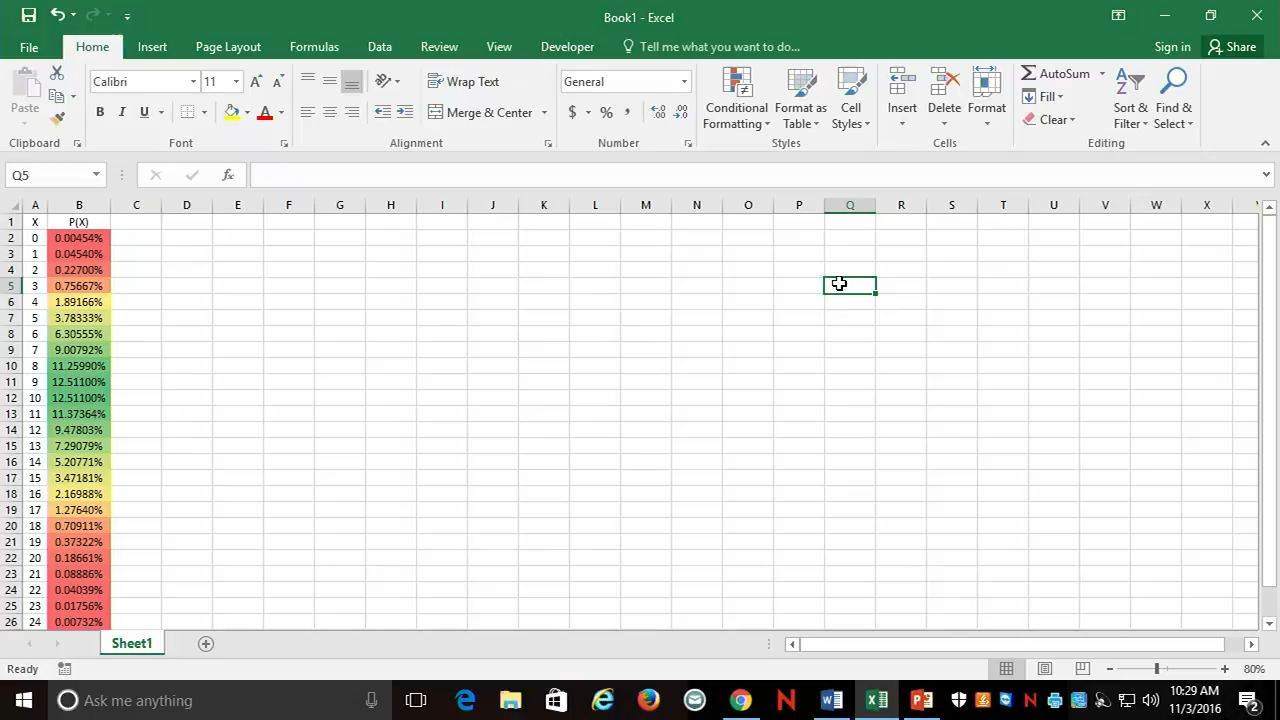 Book1 - Excel
File Home Insert Page Layout Formulas Data Review View Developer Tell me what you want to do... Sign in Share
Paste
Calibri 11
Wrap Text
General
Conditional Formatting
Format as Table
Cell Styles
Insert Delete Format
AutoSum
Fill
Clear
Sort & Filter
Find & Select
B I U A
Merge & Center
$ % ,
Clipboard Font Alignment Number Styles Cells Editing
Q5 fx
A B C D E F G H I J K L M N O P Q R S T U V W X
1 X P(X)
2 0 0.00454%
3 1 0.04540%
4 2 0.22700%
5 3 0.75667%
6 4 1.89166%
7 5 3.78333%
8 6 6.30555%
9 7 9.00792%
10 8 11.25990%
11 9 12.51100%
12 10 12.51100%
13 11 11.37364%
14 12 9.47803%
15 13 7.29079%
16 14 5.20771%
17 15 3.47181%
18 16 2.16988%
19 17 1.27640%
20 18 0.70911%
21 19 0.37322%
22 20 0.18661%
23 21 0.08886%
24 22 0.04039%
25 23 0.01756%
26 24 0.00732%
Sheet1
Ready 80%
Ask me anything
10:29 AM
11/3/2016
2